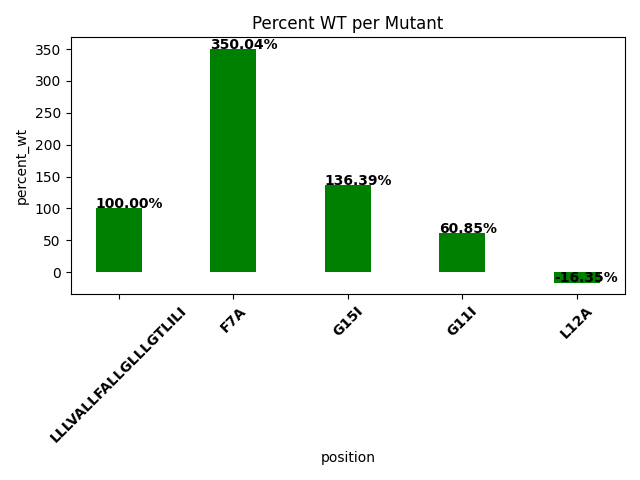 Percent WT per Mutant
percent_wt
350
300
250
200
150
100
50
0
100.00%
350.04%
136.39%
60.85%
-16.35%
LLLVALLFALLGLLLGTLILI
F7A
G15I
G11I
L12A
position